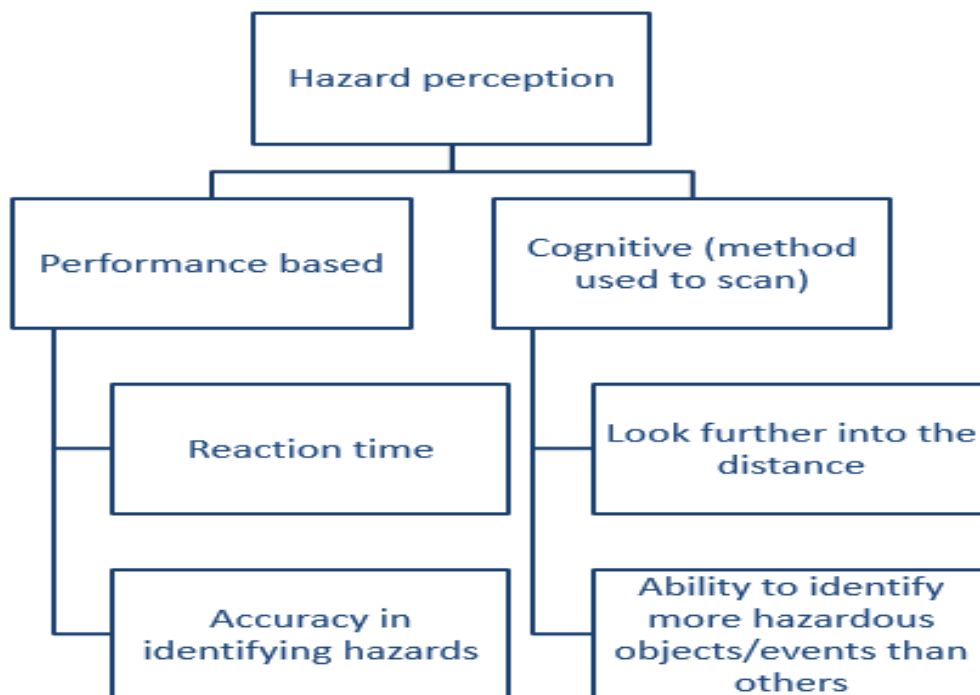 Hazard perception
Performance based
Cognitive (method
used to scan)
Reaction time
Look further into the
distance
Accuracy in
identifying hazards
Ability to identify
more hazardous
objects/events than
others